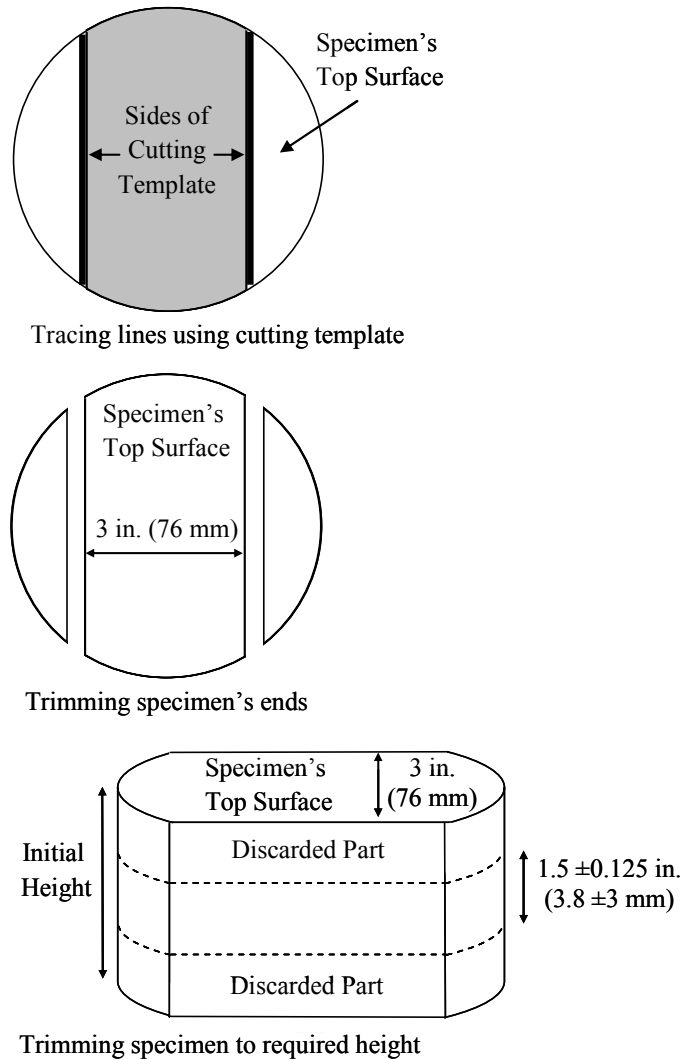 Specimen’s
Top Surface
Sides of
Cutting
Template
Tracing lines using cutting template
Specimen’s
Top Surface
3 in. (76 mm)
Trimming specimen’s ends
Specimen’s
Top Surface
3 in.
(76 mm)
Initial
Height
Discarded Part
1.5 ±0.125 in.
(3.8 ±3 mm)
Discarded Part
Trimming specimen to required height